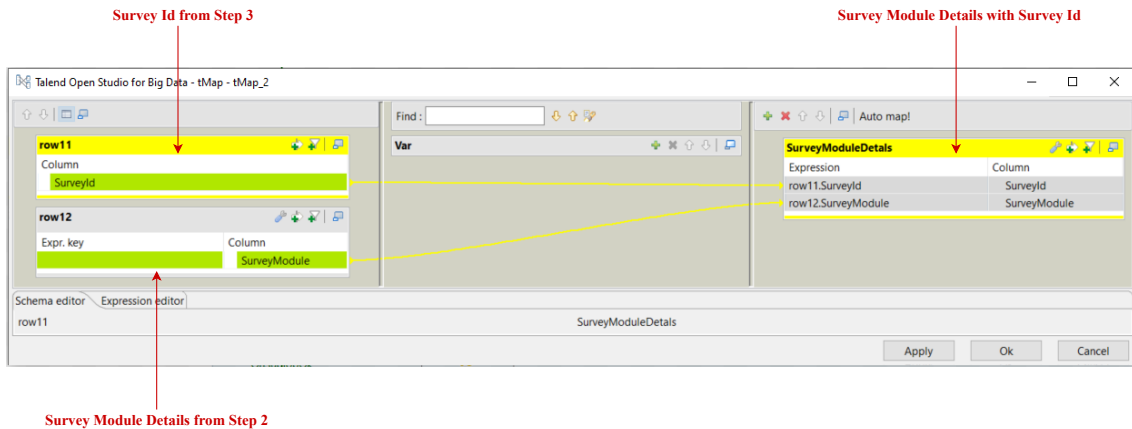 Survey Id from Step 3
Survey Module Details with Survey Id
Talend Open Studio for Big Data - tMap - tMap_2
Find :
Auto map!
row11
Column
SurveyId
row12
Expr. key
Column
SurveyModule
Var
SurveyModuleDetals
Expression
Column
row11.SurveyId
SurveyId
row12.SurveyModule
SurveyModule
Schema editor
Expression editor
row11
SurveyModuleDetals
Apply
Ok
Cancel
Survey Module Details from Step 2